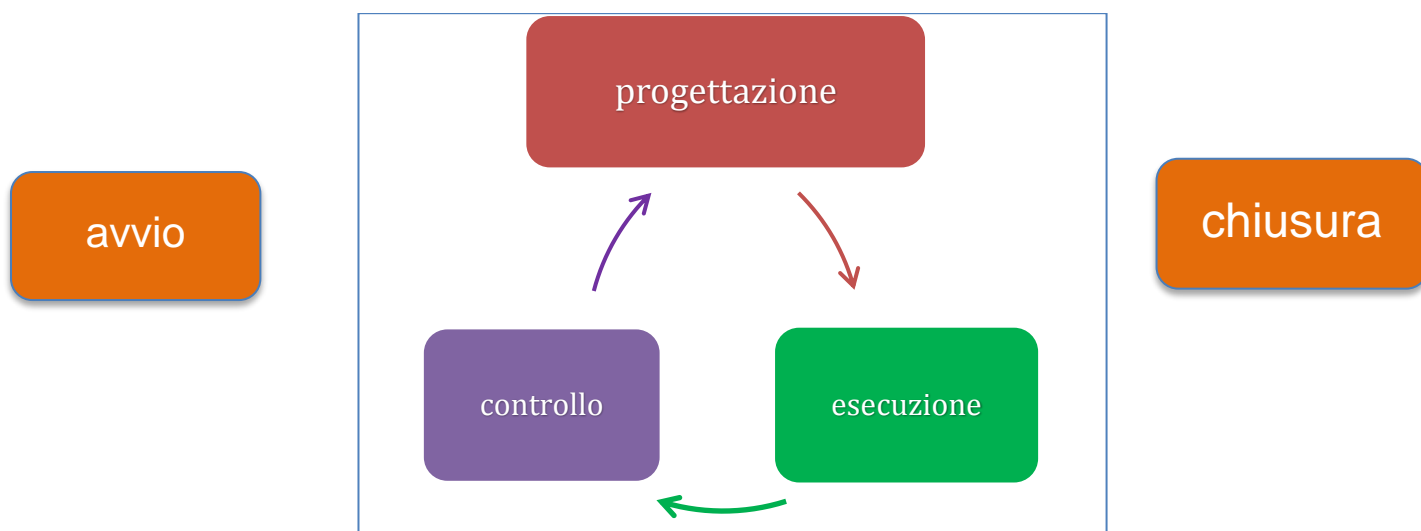 progettazione
avvio
chiusura
controllo
esecuzione